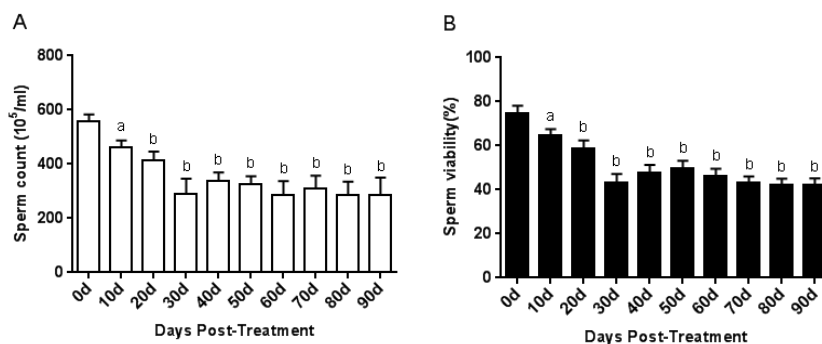 A
800
600
400
200
0
Sperm count (10⁵/ml)
a
b
b
b
b
b
b
b
b
0d
10d
20d
30d
40d
50d
60d
70d
80d
90d
Days Post-Treatment
B
100
80
60
40
20
0
Sperm viability(%)
a
b
b
b
b
b
b
b
b
0d
10d
20d
30d
40d
50d
60d
70d
80d
90d
Days Post-Treatment